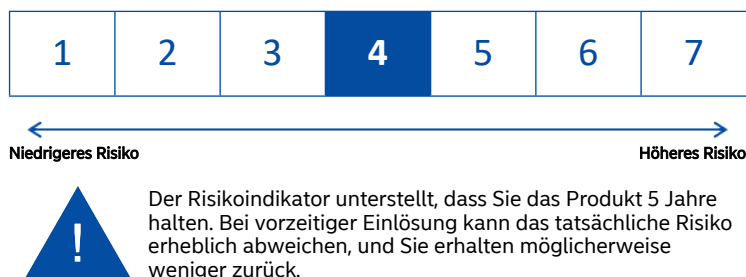 1 2 3 4 5 6 7
Niedrigeres Risiko Höheres Risiko
!
Der Risikoindikator unterstellt, dass Sie das Produkt 5 Jahre
halten. Bei vorzeitiger Einlösung kann das tatsächliche Risiko
erheblich abweichen, und Sie erhalten möglicherweise
weniger zurück.